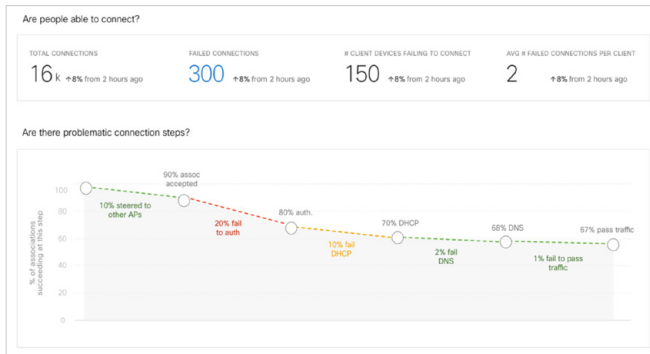 Are people able to connect?
TOTAL CONNECTIONS
16k ↑8% from 2 hours ago
FAILED CONNECTIONS
300 ↑8% from 2 hours ago
# CLIENT DEVICES FAILING TO CONNECT
150 ↑8% from 2 hours ago
AVG # FAILED CONNECTIONS PER CLIENT
2 ↑8% from 2 hours ago
Are there problematic connection steps?
% of associations
succeeding at this step
100
80
60
40
20
0
10% steered to
other APs
90% assoc
accepted
20% fail
to auth
80% auth.
10% fail
DHCP
70% DHCP
2% fail
DNS
68% DNS
1% fail to pass
traffic
67% pass traffic